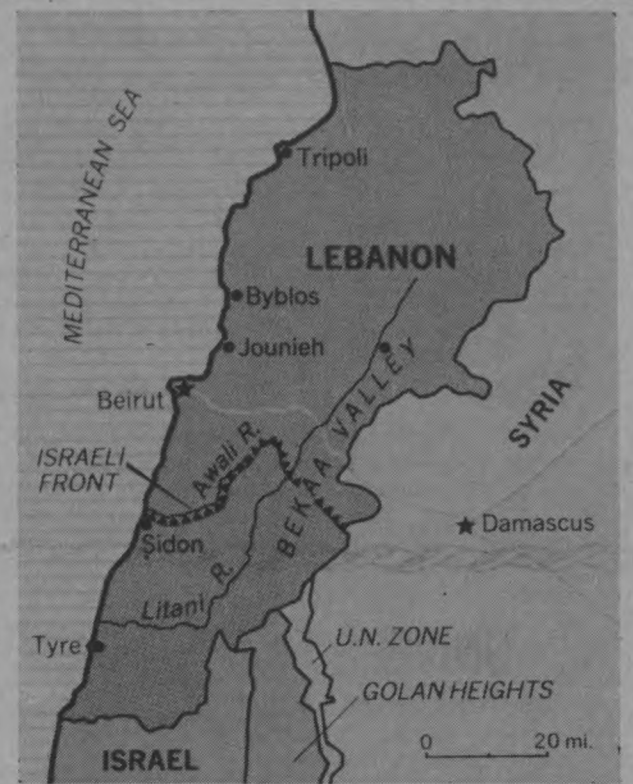 MEDITERRANEAN SEA
Tripoli
LEBANON
Byblos
Jounieh
Beirut
BEKAA VALLEY
SYRIA
ISRAELI
FRONT
Awali R.
Sidon
Damascus
Litani R.
Tyre
U.N. ZONE
GOLAN HEIGHTS
ISRAEL
0 20 mi.